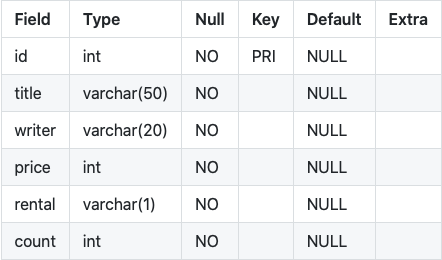 Field Type Null Key Default Extra
id int NO PRI NULL
title varchar(50) NO NULL
writer varchar(20) NO NULL
price int NO NULL
rental varchar(1) NO NULL
count int NO NULL